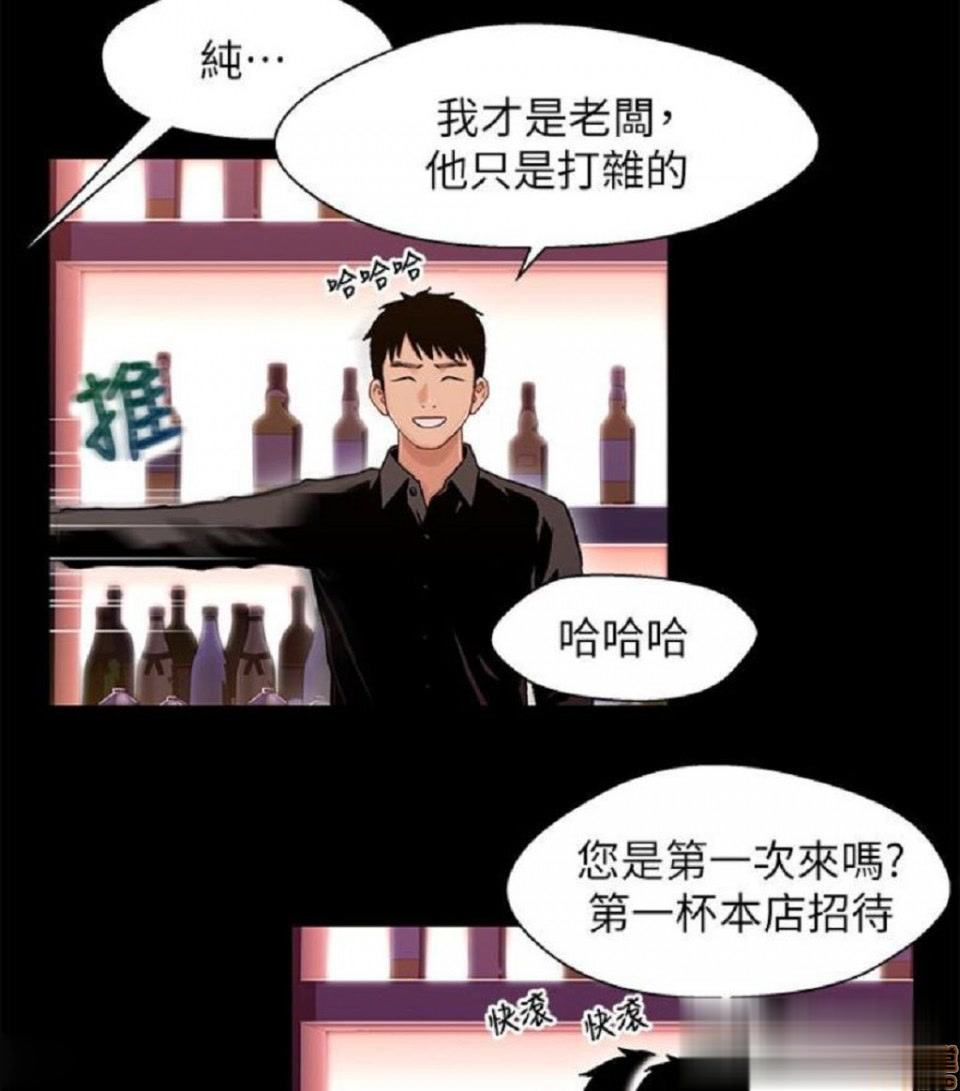 純…
我才是老闆,
他只是打雜的
哈哈哈
推
哈哈哈
您是第一次來嗎?
第一杯本店招待
快滾
快滾